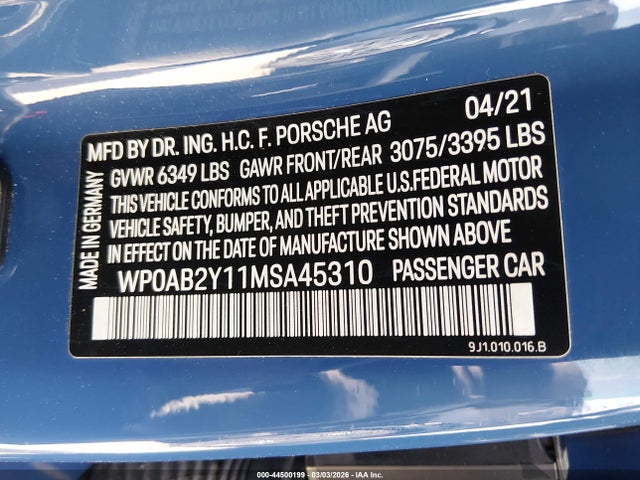 MFD BY DR. ING. H.C. F. PORSCHE AG 04/21
GVWR 6349 LBS GAWR FRONT/REAR 3075/3395 LBS
THIS VEHICLE CONFORMS TO ALL APPLICABLE U.S.FEDERAL MOTOR
VEHICLE SAFETY, BUMPER, AND THEFT PREVENTION STANDARDS
IN EFFECT ON THE DATE OF MANUFACTURE SHOWN ABOVE
WP0AB2Y11MSA45310 PASSENGER CAR
MADE IN GERMANY
9J1.010.016.B
000-44500199 - 03/03/2026 - IAA Inc.